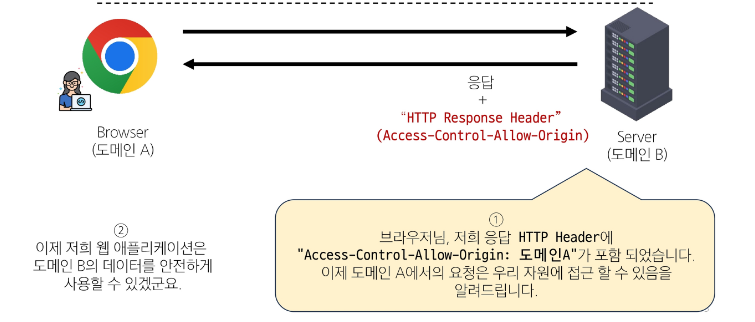 응답
+
“HTTP Response Header”
(Access-Control-Allow-Origin)
Browser
(도메인 A)
Server
(도메인 B)
①
브라우저님, 저희 응답 HTTP Header에
"Access-Control-Allow-Origin: 도메인A"가 포함 되었습니다.
이제 도메인 A에서의 요청은 우리 자원에 접근 할 수 있음을
알려드립니다.
②
이제 저희 웹 애플리케이션은
도메인 B의 데이터를 안전하게
사용할 수 있겠군요.